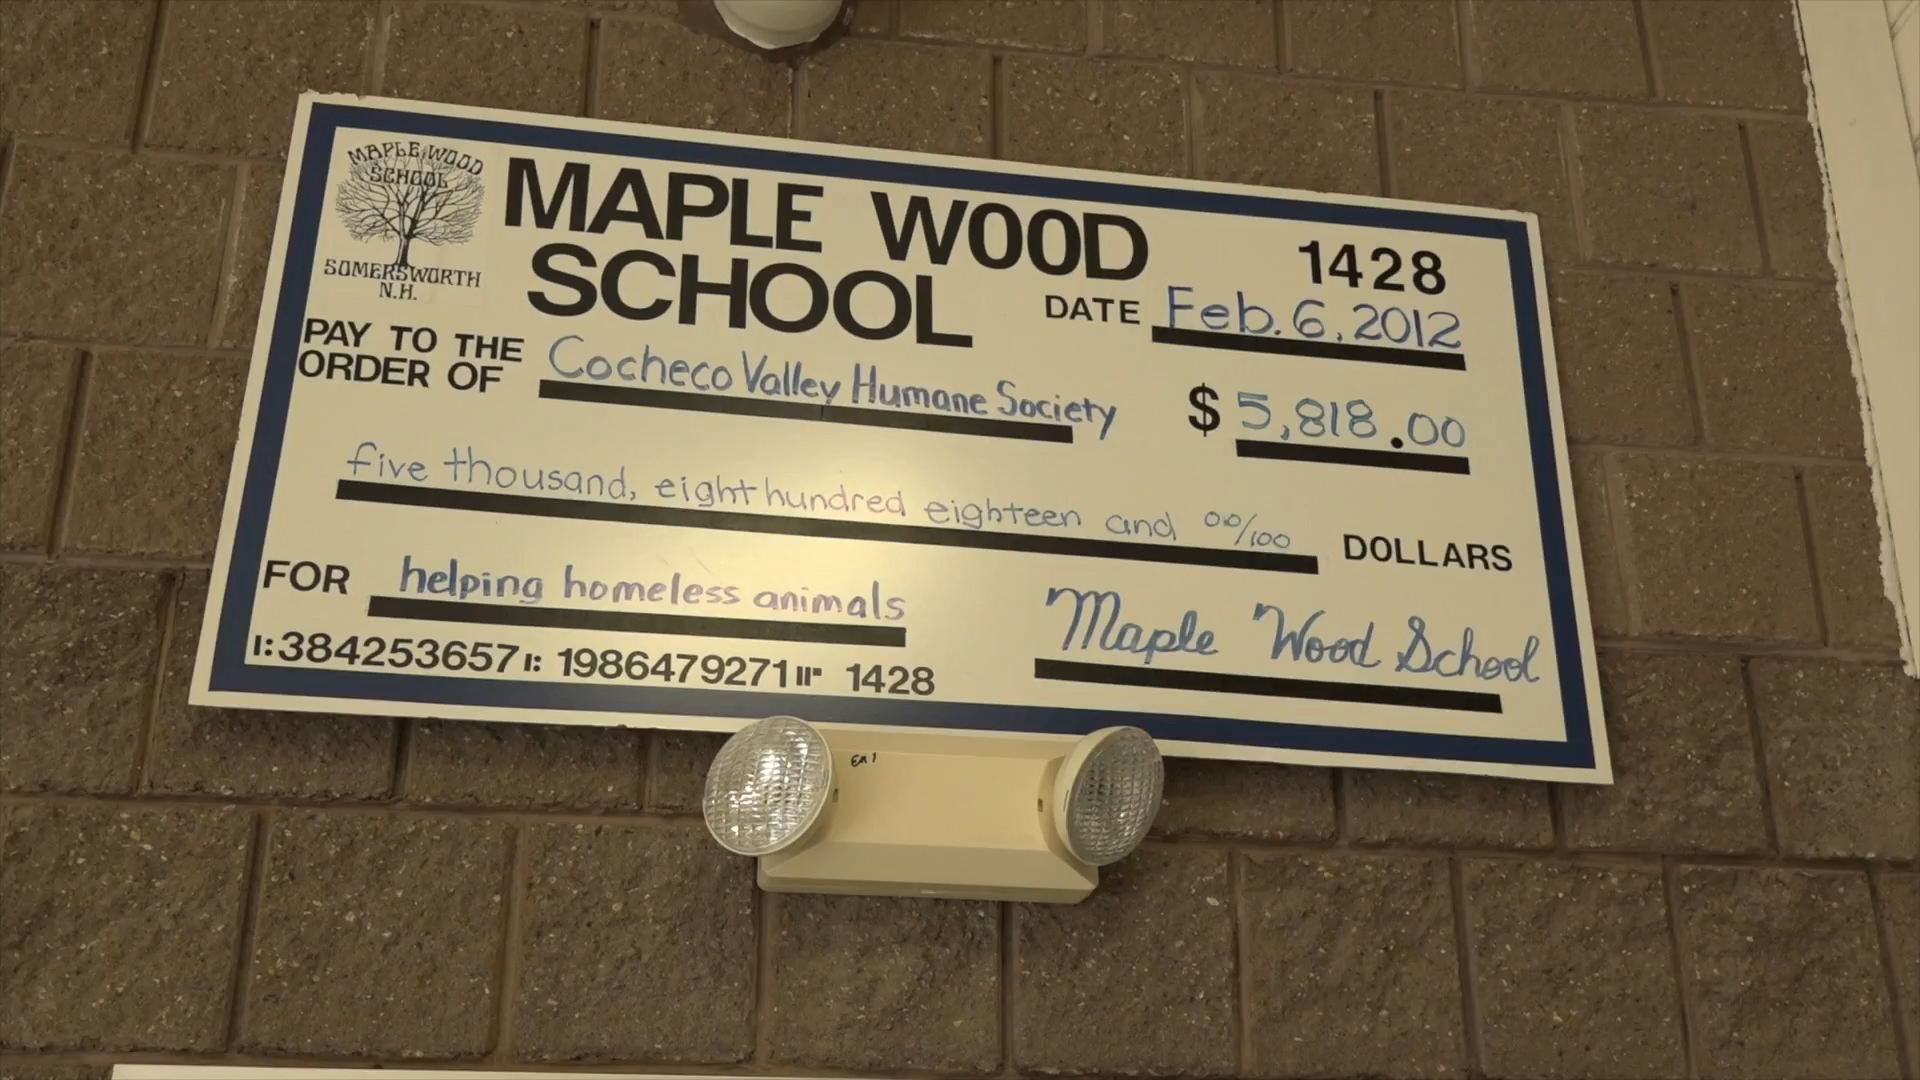 MAPLE WOOD
SCHOOL
SOMERSWORTH
N.H.
MAPLE WOOD
SCHOOL
1428
DATE Feb. 6, 2012
PAY TO THE
ORDER OF Cocheco Valley Humane Society $ 5,818.00
five thousand, eight hundred eighteen and 00/100 DOLLARS
FOR helping homeless animals
Maple Wood School
⑆384253657⑆ 1986479271⑈ 1428
EM 1